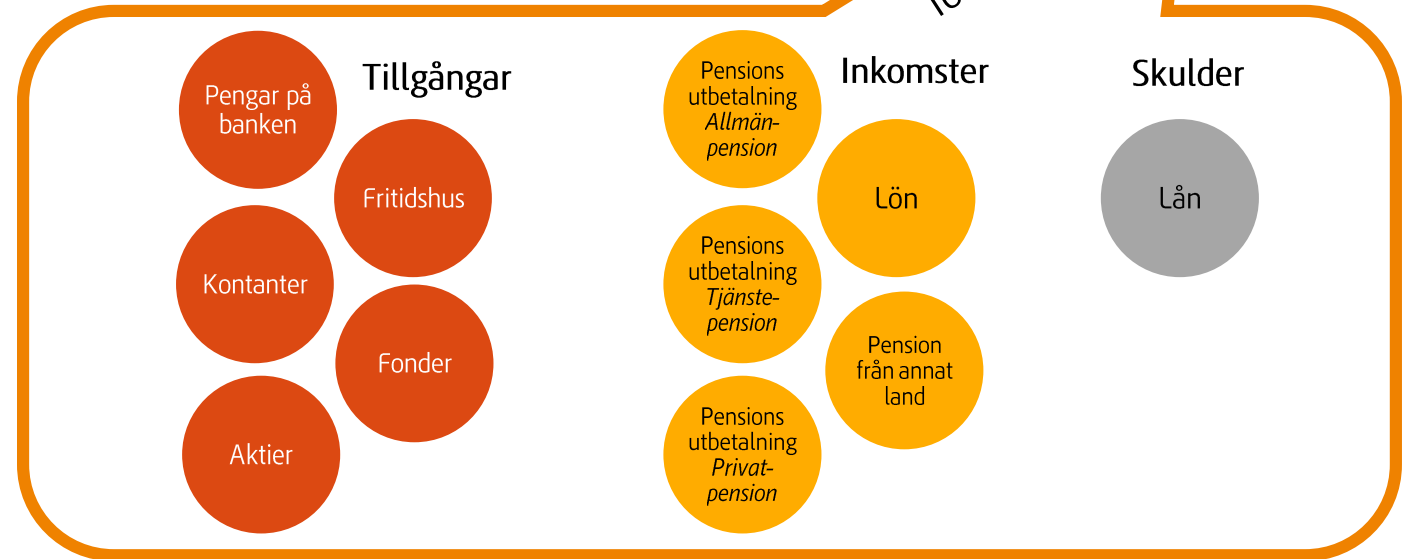 Tillgångar
Pengar på
banken
Fritidshus
Kontanter
Fonder
Aktier
Inkomster
Pensions
utbetalning
Allmän-
pension
Lön
Pensions
utbetalning
Tjänste-
pension
Pension
från annat
land
Pensions
utbetalning
Privat-
pension
Skulder
Lån